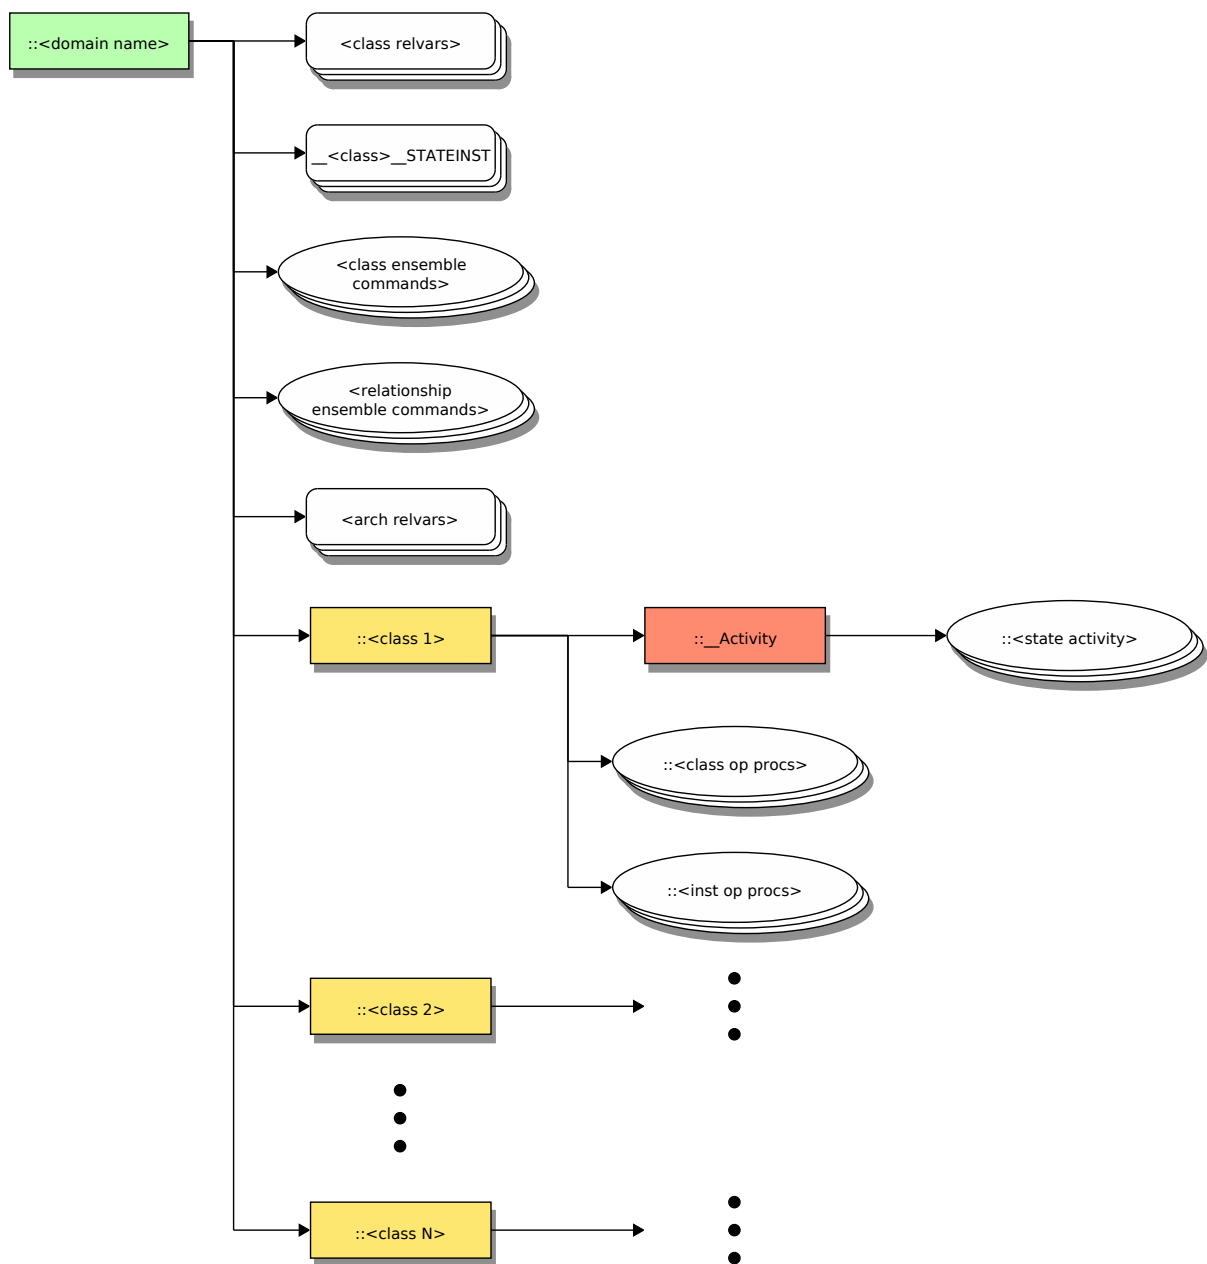 ::<domain name>
<class relvars>
__<class>__STATEINST
<class ensemble
commands>
<relationship
ensemble commands>
<arch relvars>
::<class 1>
::__Activity
::<state activity>
::<class op procs>
::<inst op procs>
::<class 2>
::<class N>